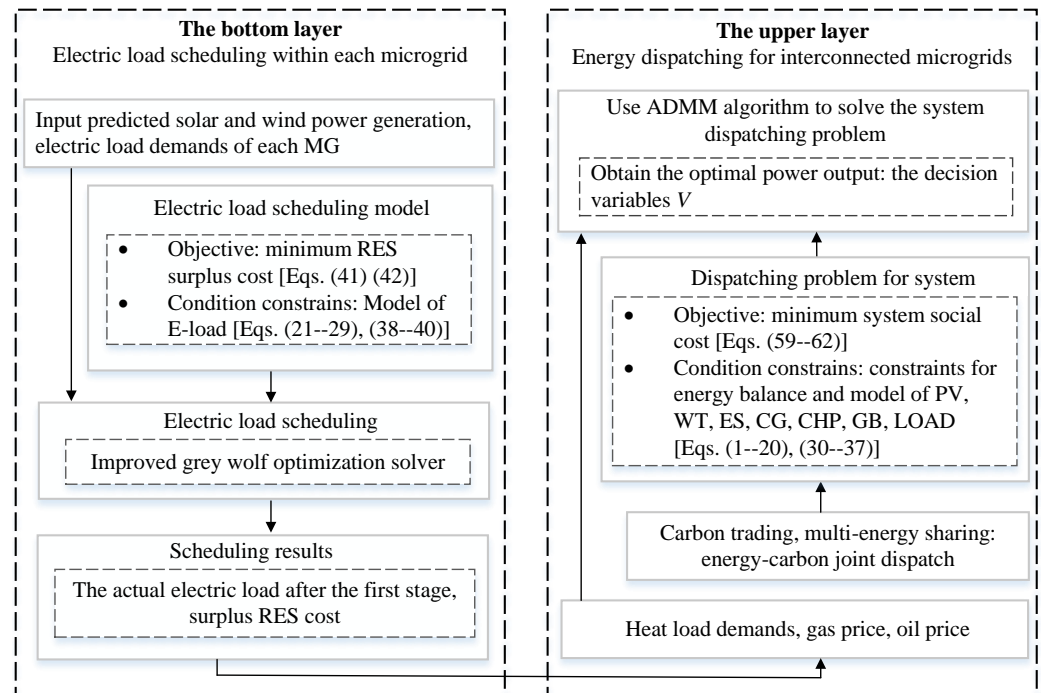 The bottom layer
Electric load scheduling within each microgrid
Input predicted solar and wind power generation,
electric load demands of each MG
Electric load scheduling model
• Objective: minimum RES
surplus cost [Eqs. (41) (42)]
• Condition constrains: Model of
E-load [Eqs. (21--29), (38--40)]
Electric load scheduling
Improved grey wolf optimization solver
Scheduling results
The actual electric load after the first stage,
surplus RES cost
The upper layer
Energy dispatching for interconnected microgrids
Use ADMM algorithm to solve the system
dispatching problem
Obtain the optimal power output: the decision
variables V
Dispatching problem for system
• Objective: minimum system social
cost [Eqs. (59--62)]
• Condition constrains: constraints for
energy balance and model of PV,
WT, ES, CG, CHP, GB, LOAD
[Eqs. (1--20), (30--37)]
Carbon trading, multi-energy sharing:
energy-carbon joint dispatch
Heat load demands, gas price, oil price